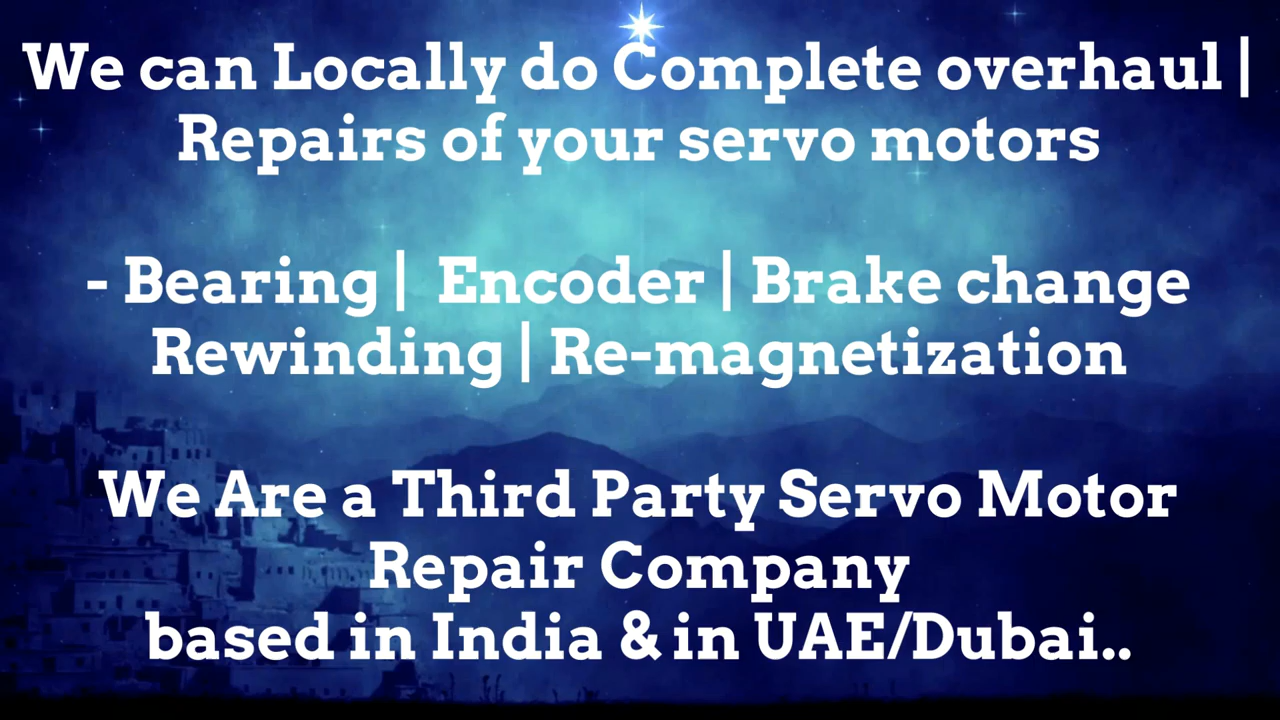 We can Locally do Complete overhaul |
Repairs of your servo motors
- Bearing | Encoder | Brake change
Rewinding | Re-magnetization
We Are a Third Party Servo Motor
Repair Company
based in India & in UAE/Dubai..